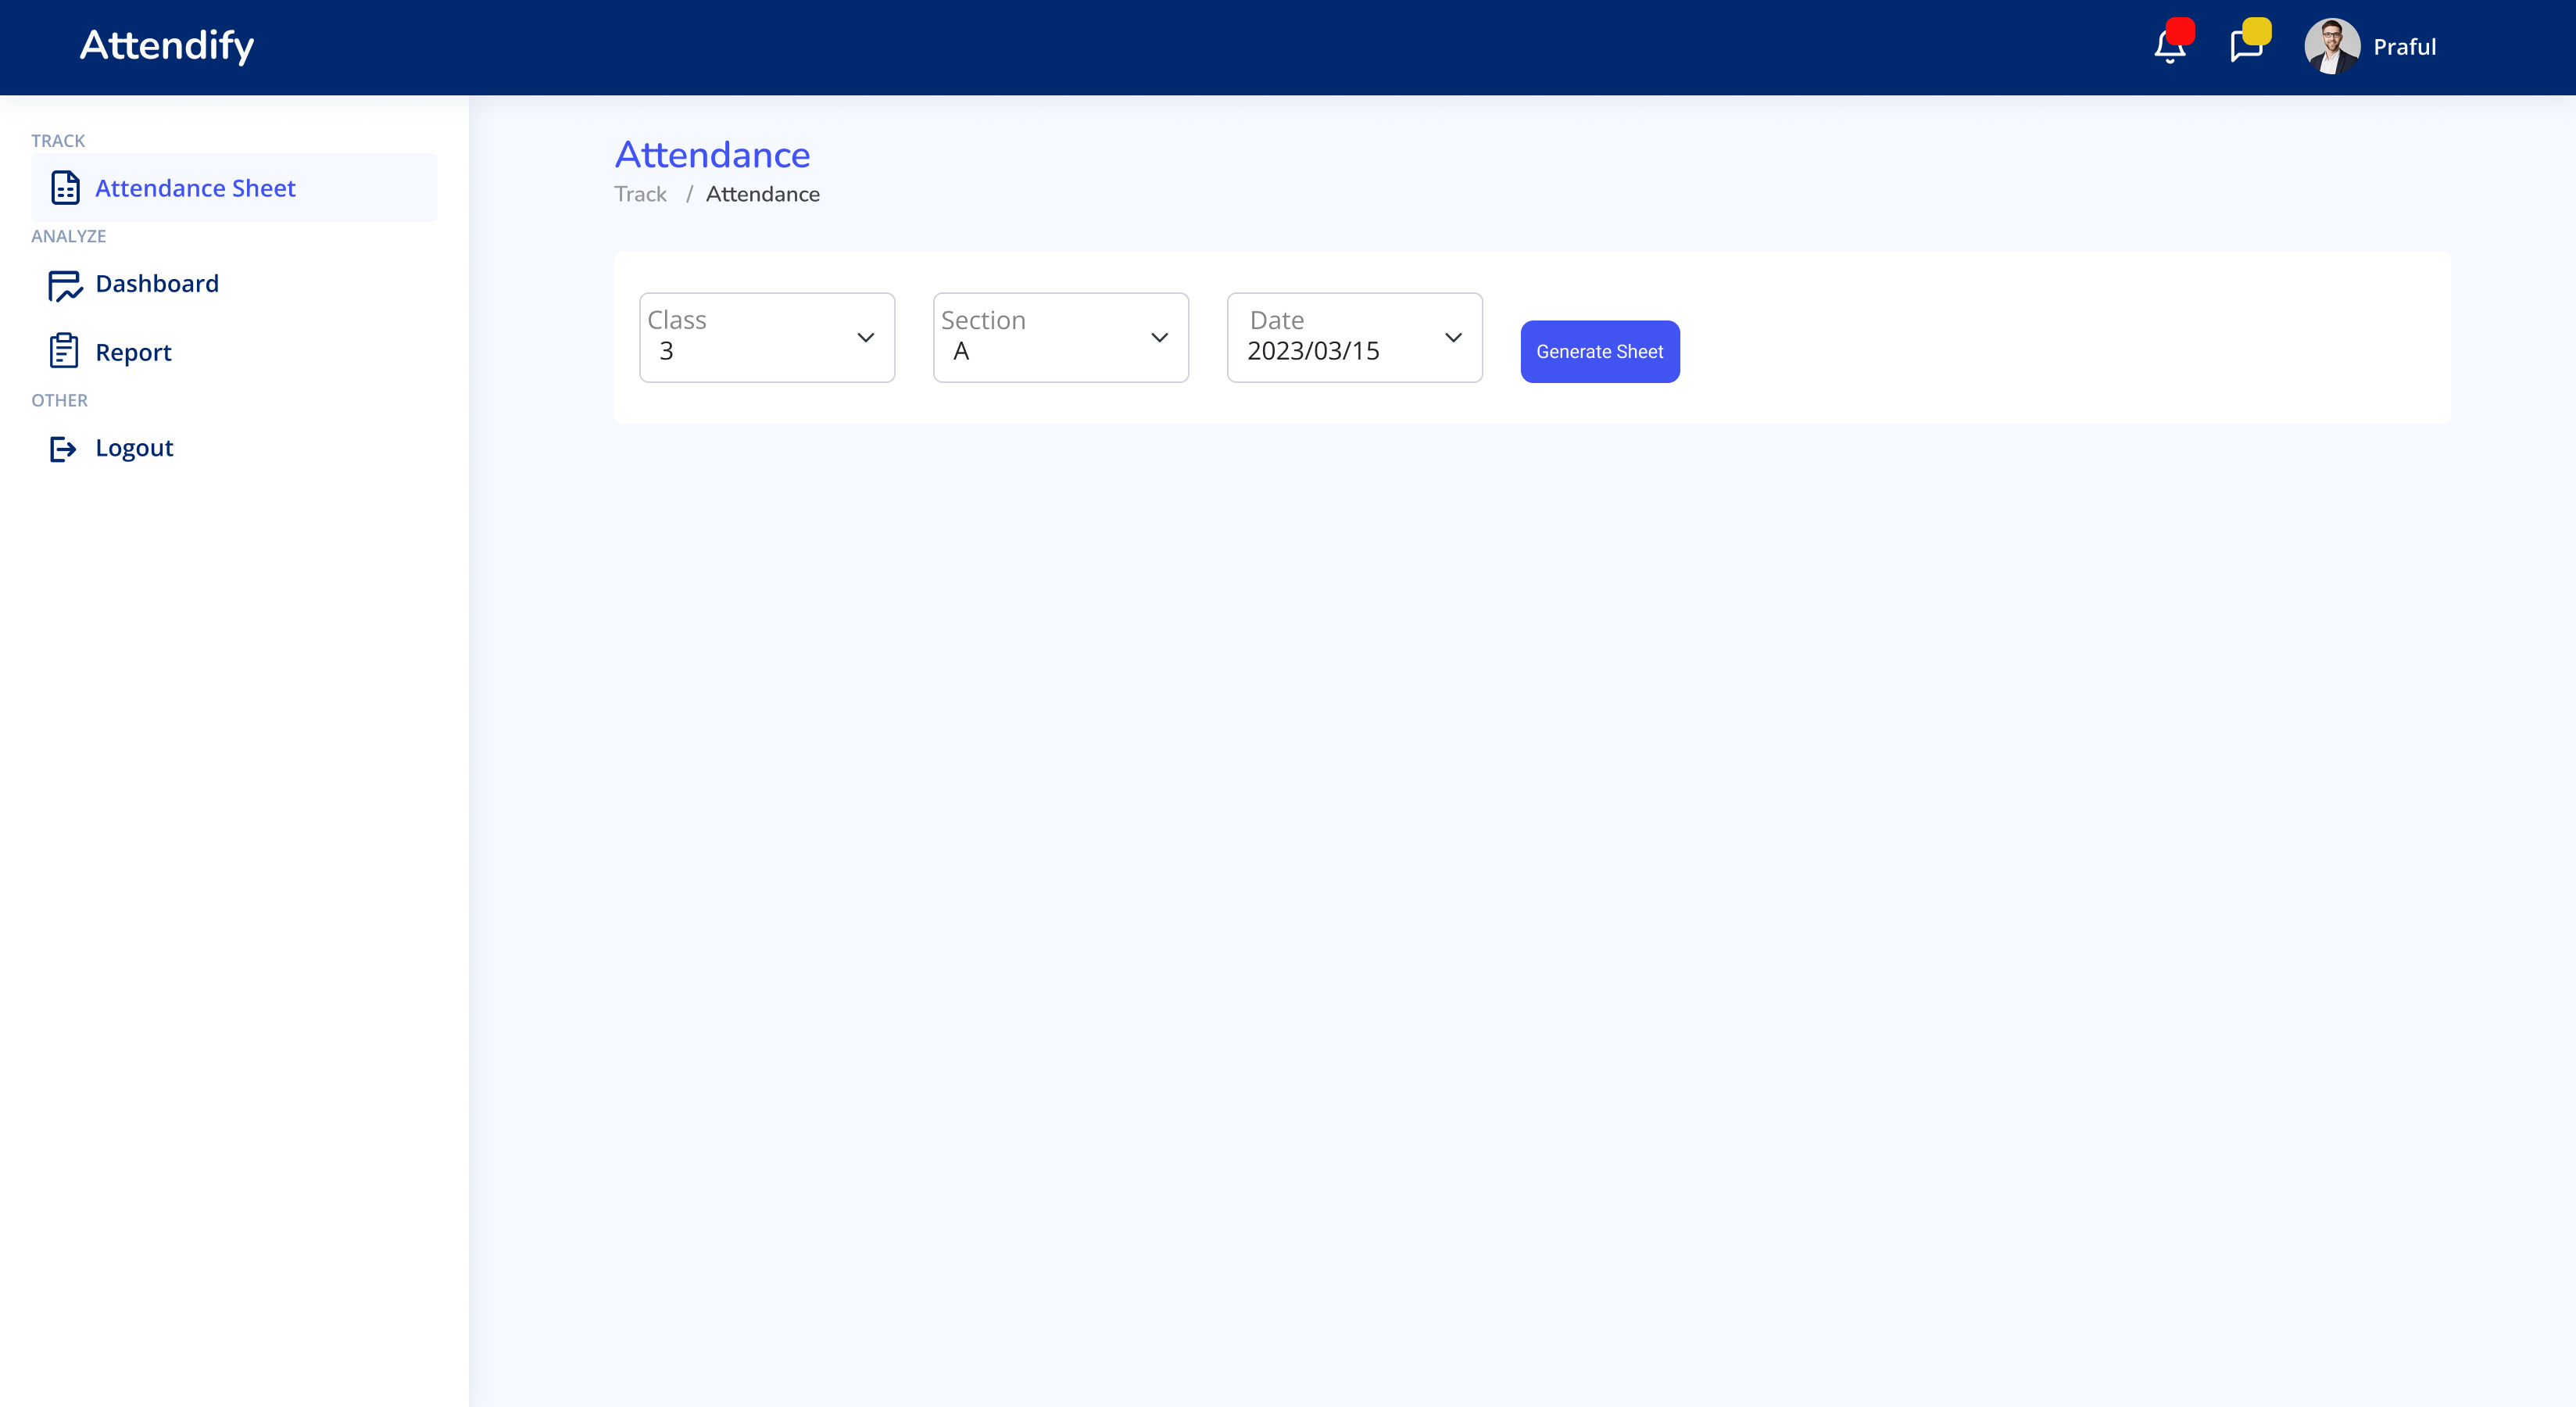 Attendify
Praful
TRACK
Attendance Sheet
ANALYZE
Dashboard
Report
OTHER
Logout
Attendance
Track / Attendance
Class
3
Section
A
Date
2023/03/15
Generate Sheet